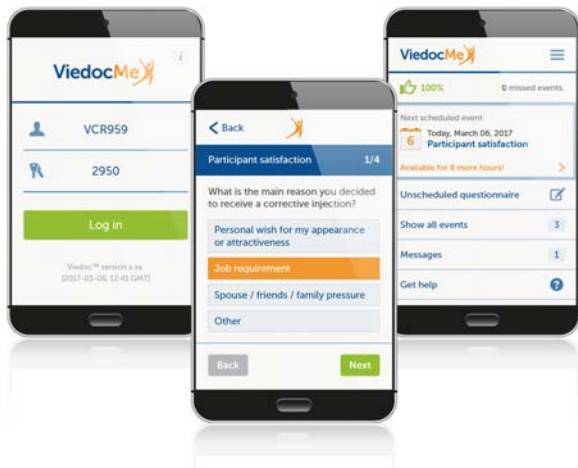 ViedocMe
i
VCR959
2950
Log in
Viedoc™ version x.xx
(2017-03-06, 12:41 GMT)
Back
Participant satisfaction 1/4
What is the main reason you decided
to receive a corrective injection?
Personal wish for my appearance
or attractiveness
Job requirement
Spouse / friends / family pressure
Other
Back
Next
ViedocMe
100% 0 missed events
Next scheduled event
6 Today, March 06, 2017
Participant satisfaction
Available for 8 more hours!
Unscheduled questionnaire
Show all events 3
Messages 1
Get help ?